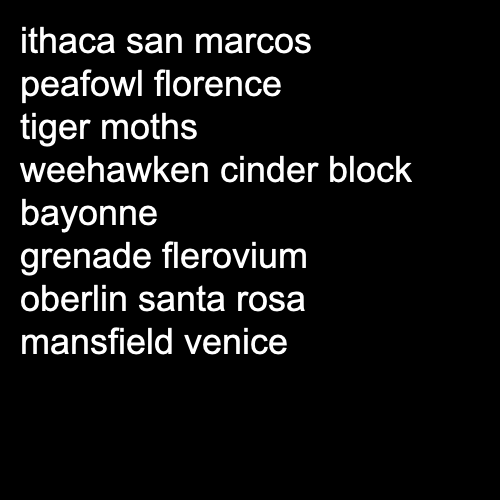 ithaca san marcos
peafowl florence
tiger moths
weehawken cinder block
bayonne
grenade flerovium
oberlin santa rosa
mansfield venice